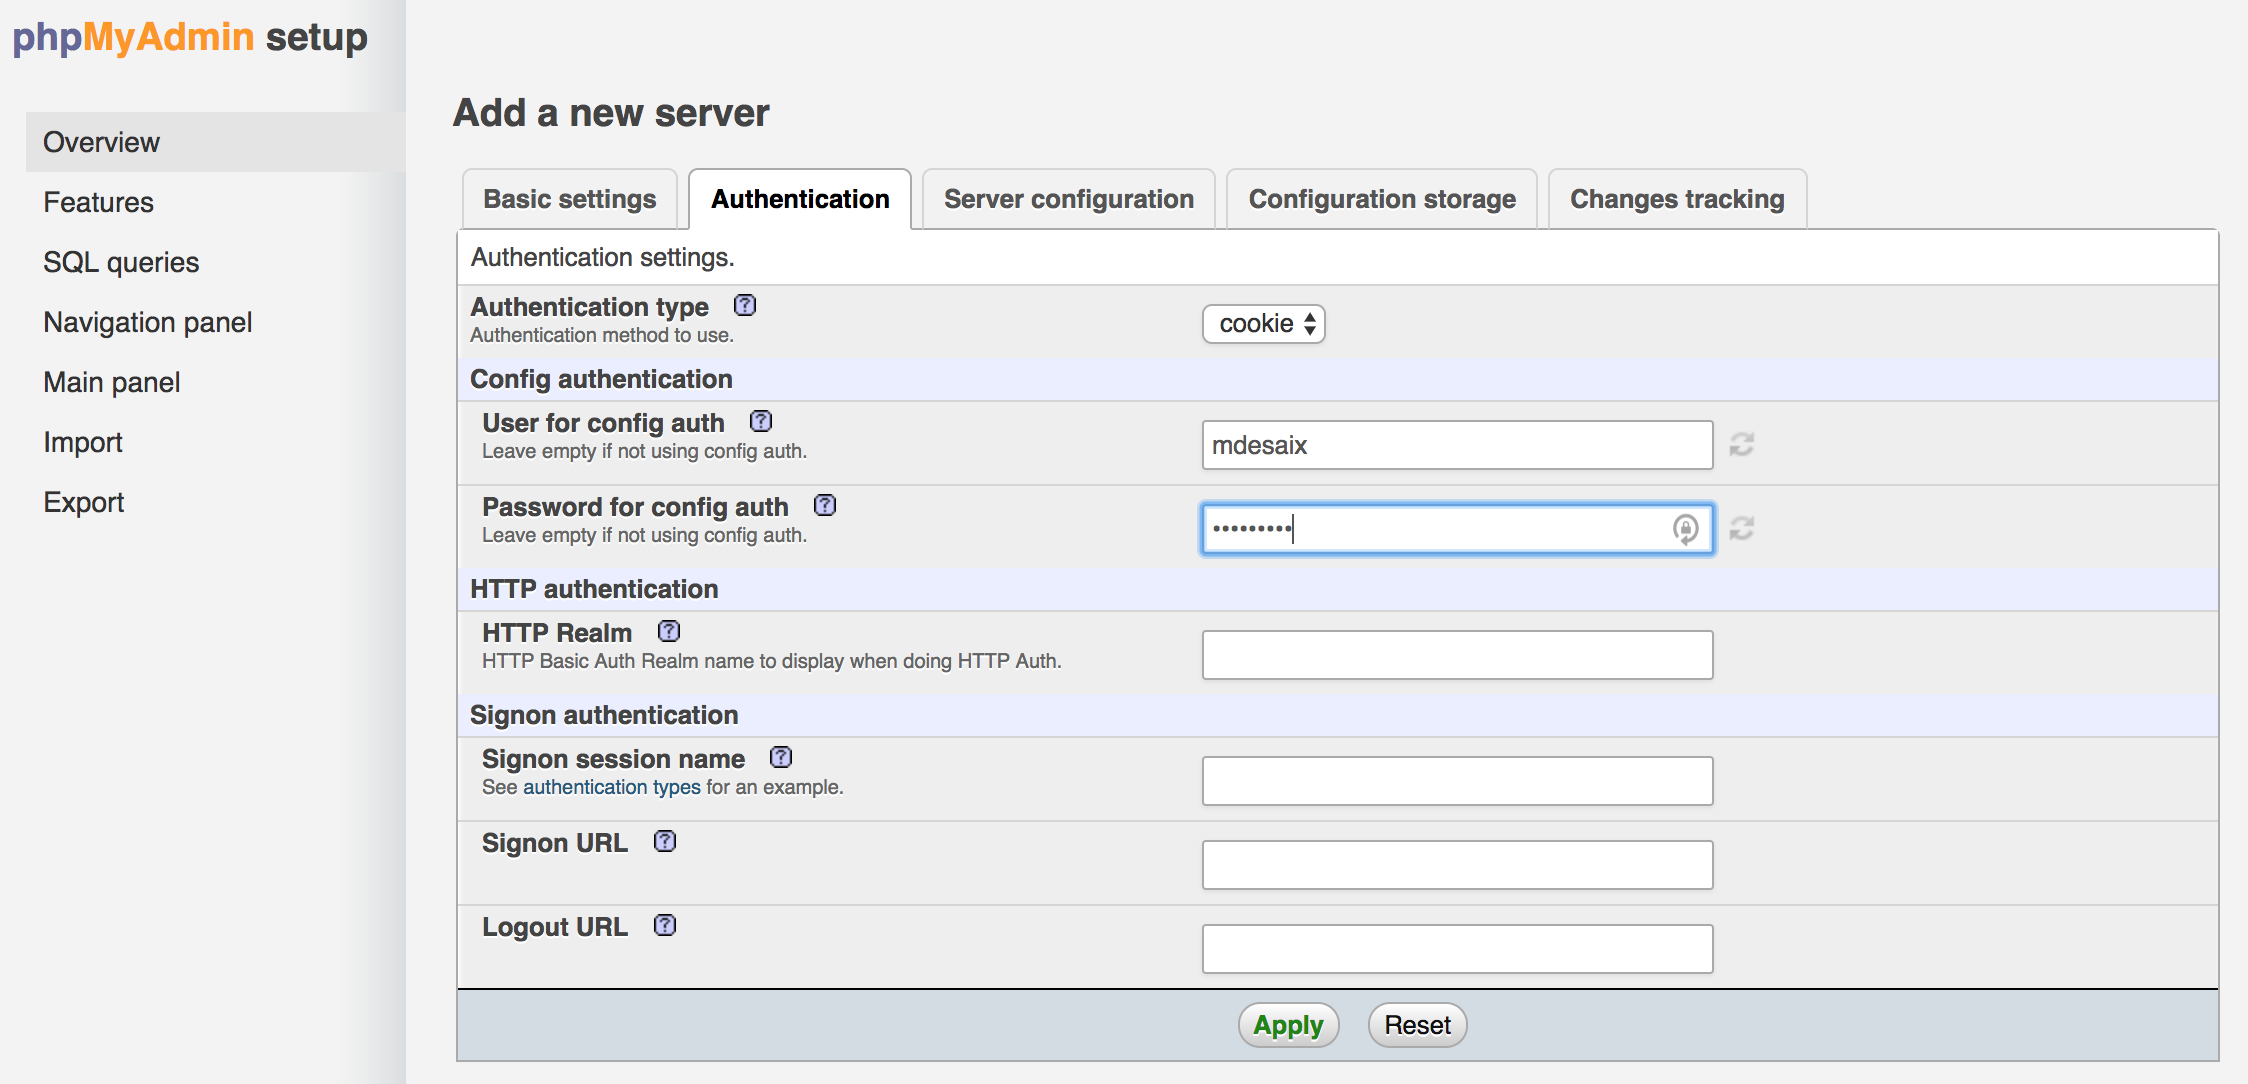 phpMyAdmin setup
Overview
Features
SQL queries
Navigation panel
Main panel
Import
Export
Add a new server
Basic settings Authentication Server configuration Configuration storage Changes tracking
Authentication settings.
Authentication type ?
Authentication method to use.
cookie
Config authentication
User for config auth ?
Leave empty if not using config auth.
mdesaix
Password for config auth ?
Leave empty if not using config auth.
•••••••••
HTTP authentication
HTTP Realm ?
HTTP Basic Auth Realm name to display when doing HTTP Auth.
Signon authentication
Signon session name ?
See authentication types for an example.
Signon URL ?
Logout URL ?
Apply Reset